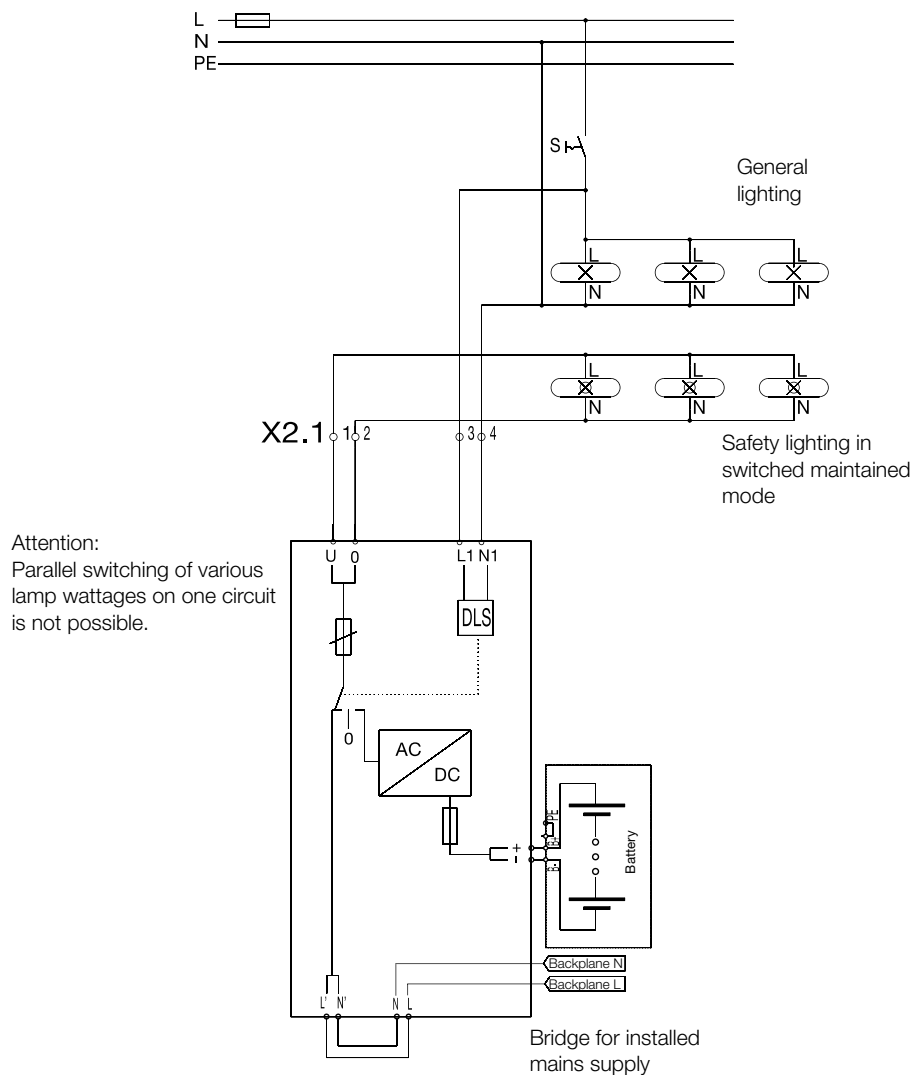 L
N
PE
S
General
lighting
L L L
N N N
L L L
N N N
X2.1 1 2 3 4
Safety lighting in
switched maintained
mode
Attention:
Parallel switching of various
lamp wattages on one circuit
is not possible.
U 0 L1 N1
DLS
0
AC
DC
+
-
PE
B+
B-
Battery
Backplane N
Backplane L
L' N' N L
Bridge for installed
mains supply